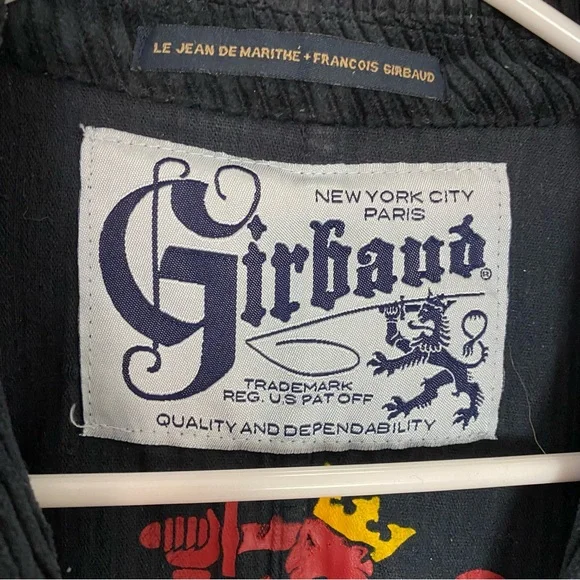 LE JEAN DE MARITHÉ + FRANÇOIS GIRBAUD
NEW YORK CITY
PARIS
Girbaud®
TRADEMARK
REG. U.S PAT OFF
QUALITY AND DEPENDABILITY